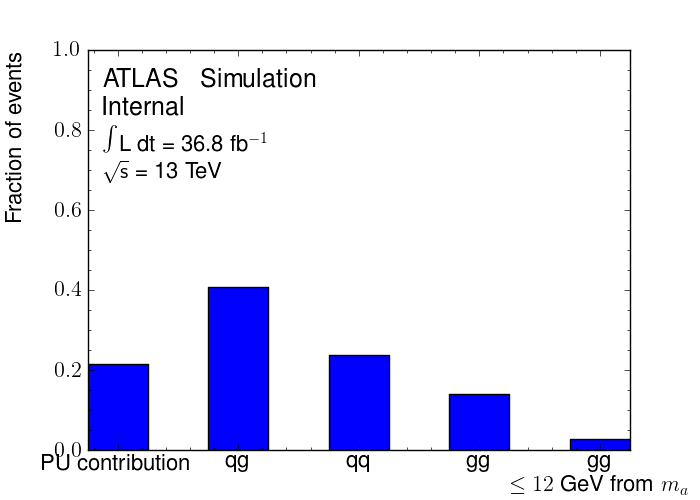 1.0
0.8
0.6
0.4
0.2
0.0
Fraction of events
ATLAS Simulation
Internal
∫L dt = 36.8 fb⁻¹
√s = 13 TeV
PU contribution qg qq gg gg
≤ 12 GeV from mₐ